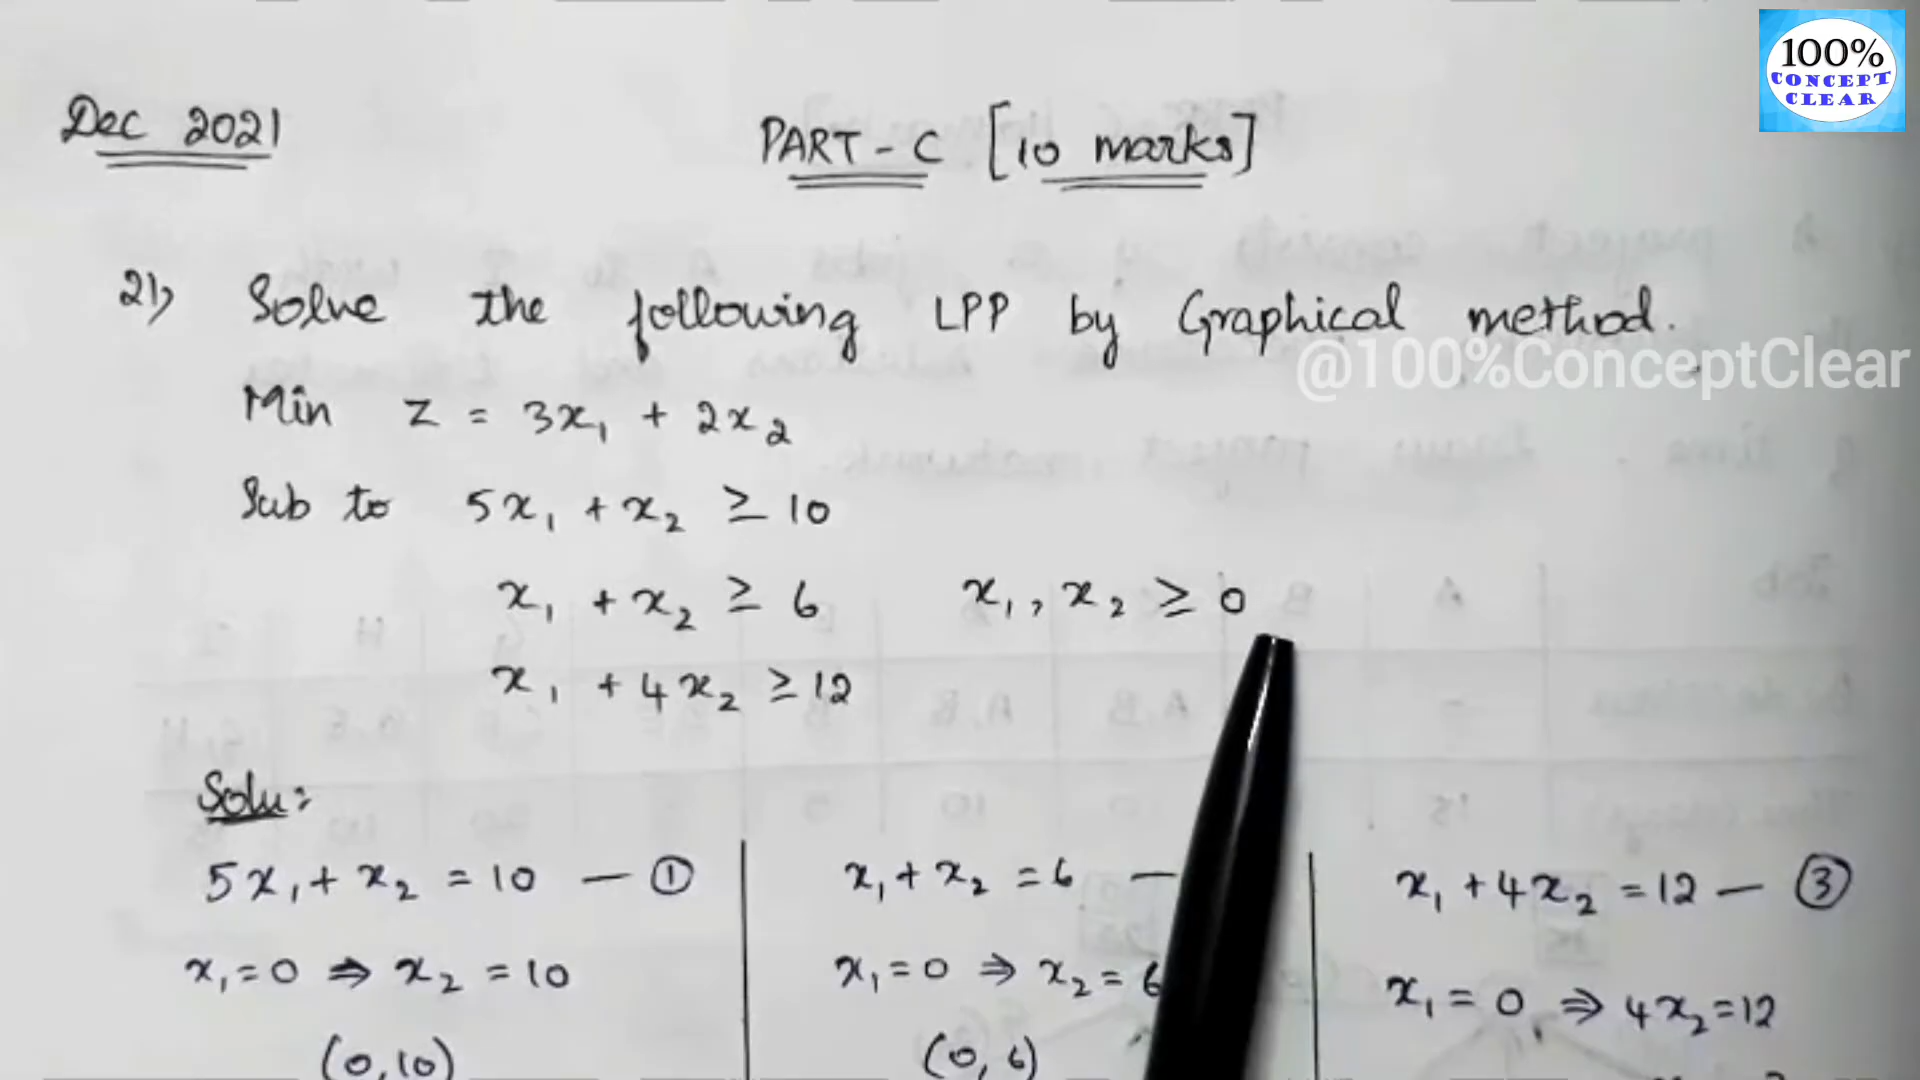 100%
CONCEPT
CLEAR
Dec 2021
PART - C [10 marks]
21) Solve the following LPP by Graphical method.
@100%ConceptClear
Min z = 3x₁ + 2x₂
Sub to 5x₁ + x₂ ≥ 10
x₁ + x₂ ≥ 6 x₁, x₂ ≥ 0
x₁ + 4x₂ ≥ 12
Solu:
5x₁ + x₂ = 10 — ①
x₁ = 0 ⇒ x₂ = 10
(0,10)
x₁ + x₂ = 6 —
x₁ = 0 ⇒ x₂ = 6
(0, 6)
x₁ + 4x₂ = 12 — ③
x₁ = 0, ⇒ 4x₂ = 12